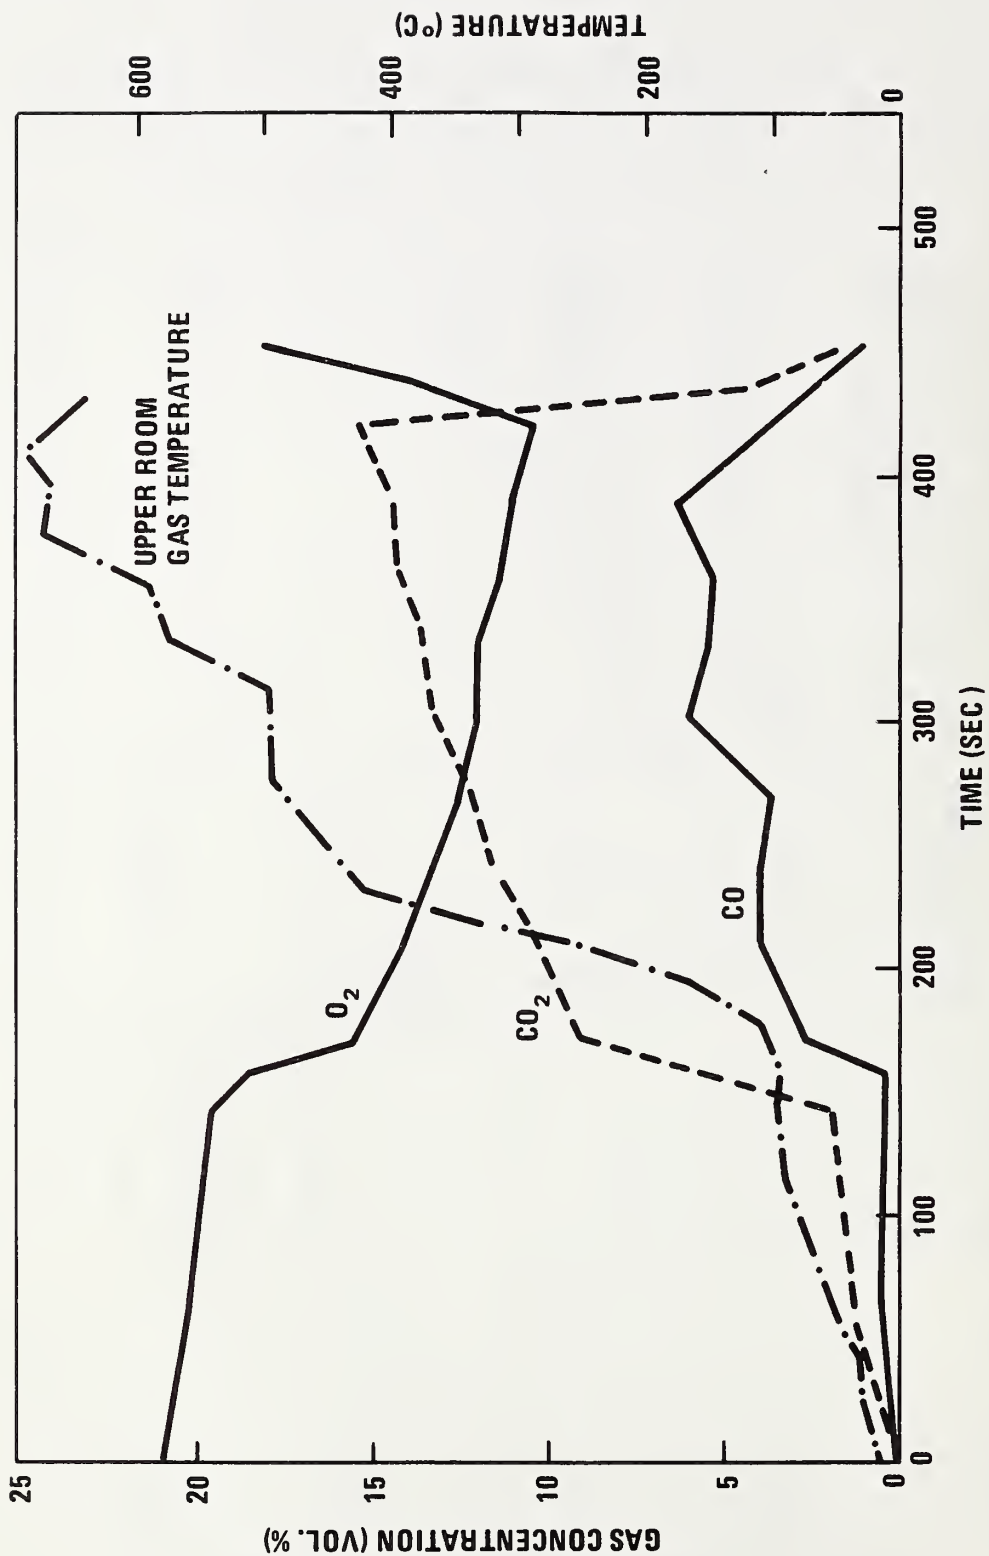 GAS CONCENTRATION (VOL. %)
25
20
15
10
5
0
TEMPERATURE (°C)
600
400
200
0
UPPER ROOM
GAS TEMPERATURE
O₂
CO₂
CO
0
100
200
300
400
500
TIME (SEC)